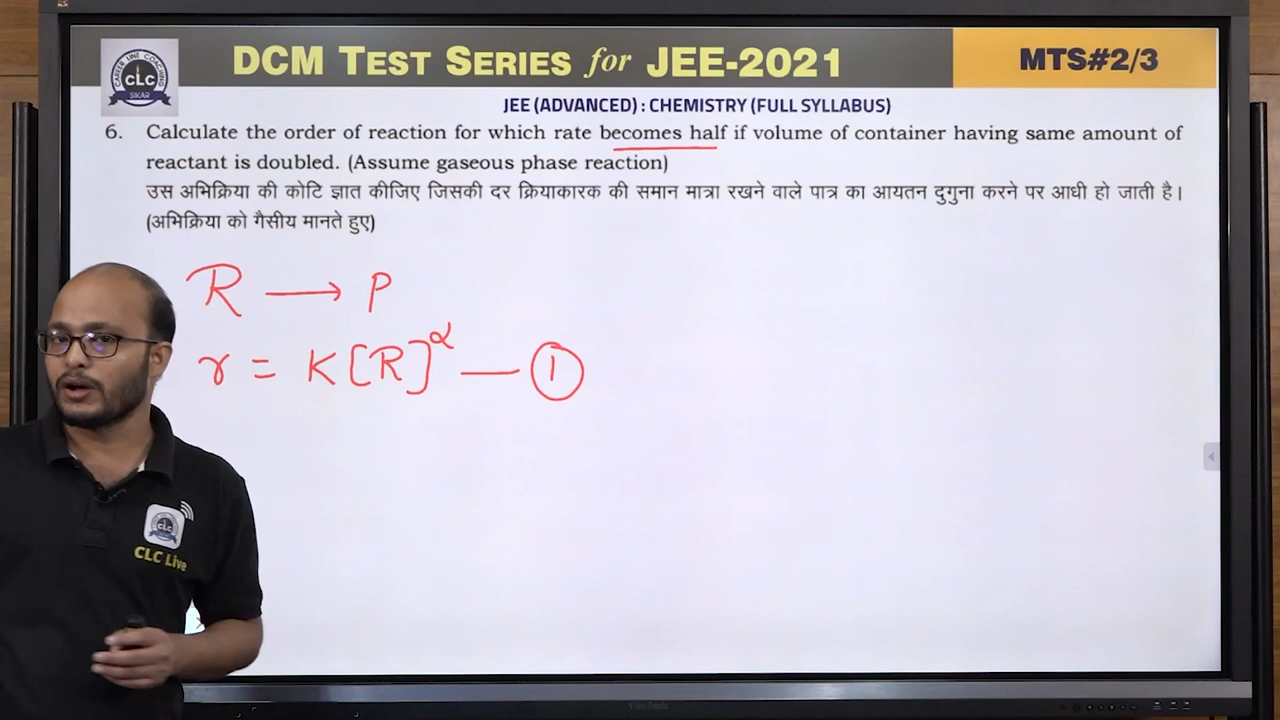 DCM TEST SERIES for JEE-2021
MTS#2/3
CAREER LINE COACHING
CLC
SIKAR
JEE (ADVANCED) : CHEMISTRY (FULL SYLLABUS)
6. Calculate the order of reaction for which rate becomes half if volume of container having same amount of
reactant is doubled. (Assume gaseous phase reaction)
उस अभिक्रिया की कोटि ज्ञात कीजिए जिसकी दर क्रियाकारक की समान मात्रा रखने वाले पात्र का आयतन दुगुना करने पर आधी हो जाती है।
(अभिक्रिया को गैसीय मानते हुए)
R → P
r = K[R]^α — ①
CLC
CLC Live
ViewSonic